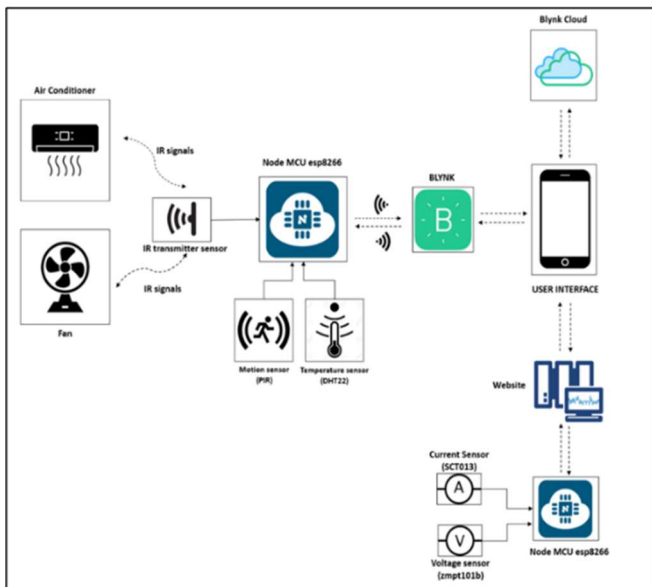 Blynk Cloud
Air Conditioner
IR signals
Node MCU esp8266
BLYNK
B
IR transmitter sensor
USER INTERFACE
IR signals
Fan
Motion sensor
(PIR)
Temperature sensor
(DHT22)
Website
Current Sensor
(SCT013)
A
V
Voltage sensor
(zmpt101b)
Node MCU esp8266
N
N